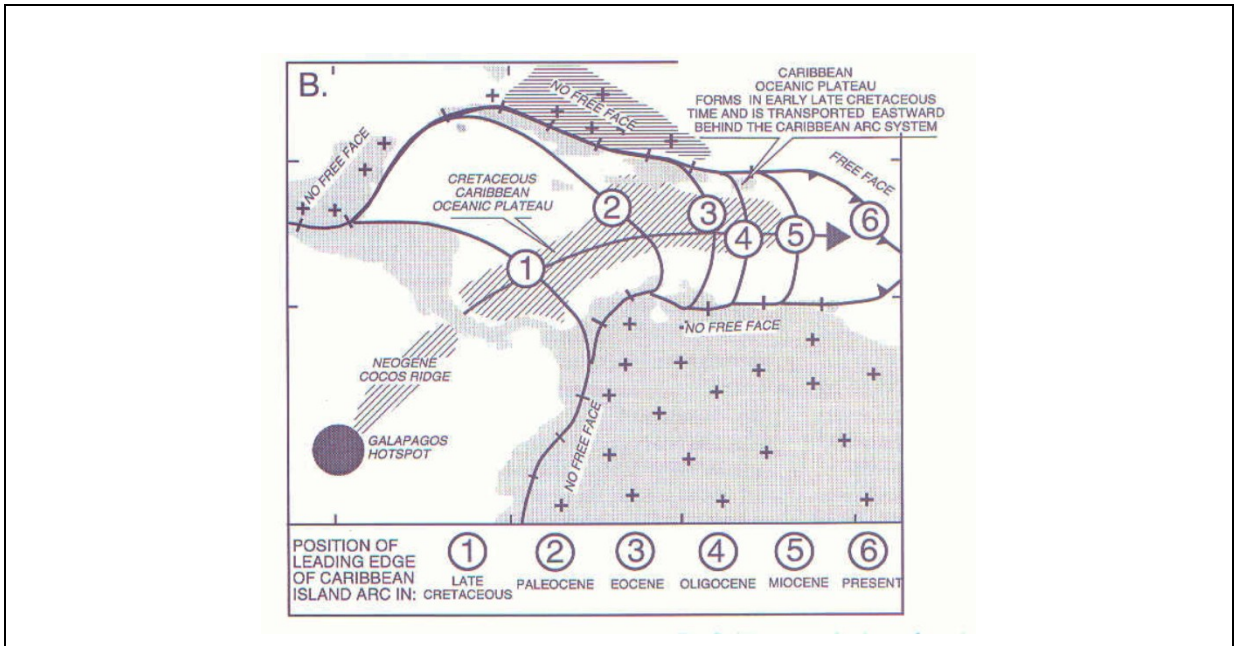 B.
NO FREE FACE
NO FREE FACE
CARIBBEAN
OCEANIC PLATEAU
FORMS IN EARLY LATE CRETACEOUS
TIME AND IS TRANSPORTED EASTWARD
BEHIND THE CARIBBEAN ARC SYSTEM
FREE FACE
CRETACEOUS
CARIBBEAN
OCEANIC PLATEAU
1
2
3
4
5
6
NO FREE FACE
NEOGENE
COCOS RIDGE
GALAPAGOS
HOTSPOT
NO FREE FACE
POSITION OF
LEADING EDGE
OF CARIBBEAN
ISLAND ARC IN:
1
LATE
CRETACEOUS
2
PALEOCENE
3
EOCENE
4
OLIGOCENE
5
MIOCENE
6
PRESENT